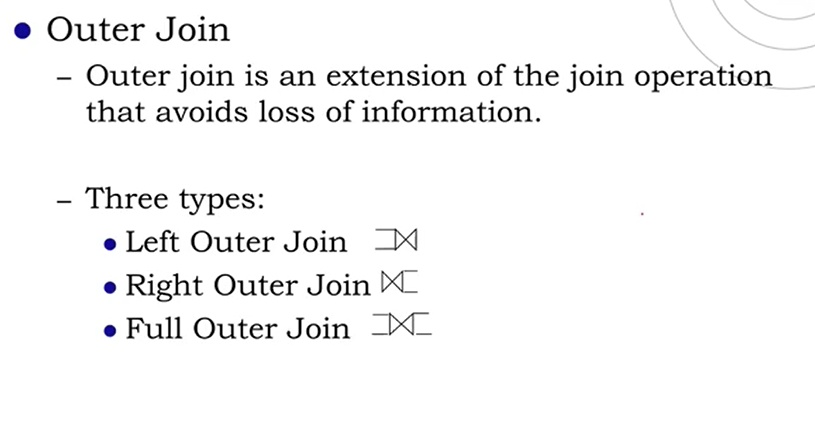 • Outer Join
– Outer join is an extension of the join operation
that avoids loss of information.
– Three types:
• Left Outer Join ⟕
• Right Outer Join ⟖
• Full Outer Join ⟗